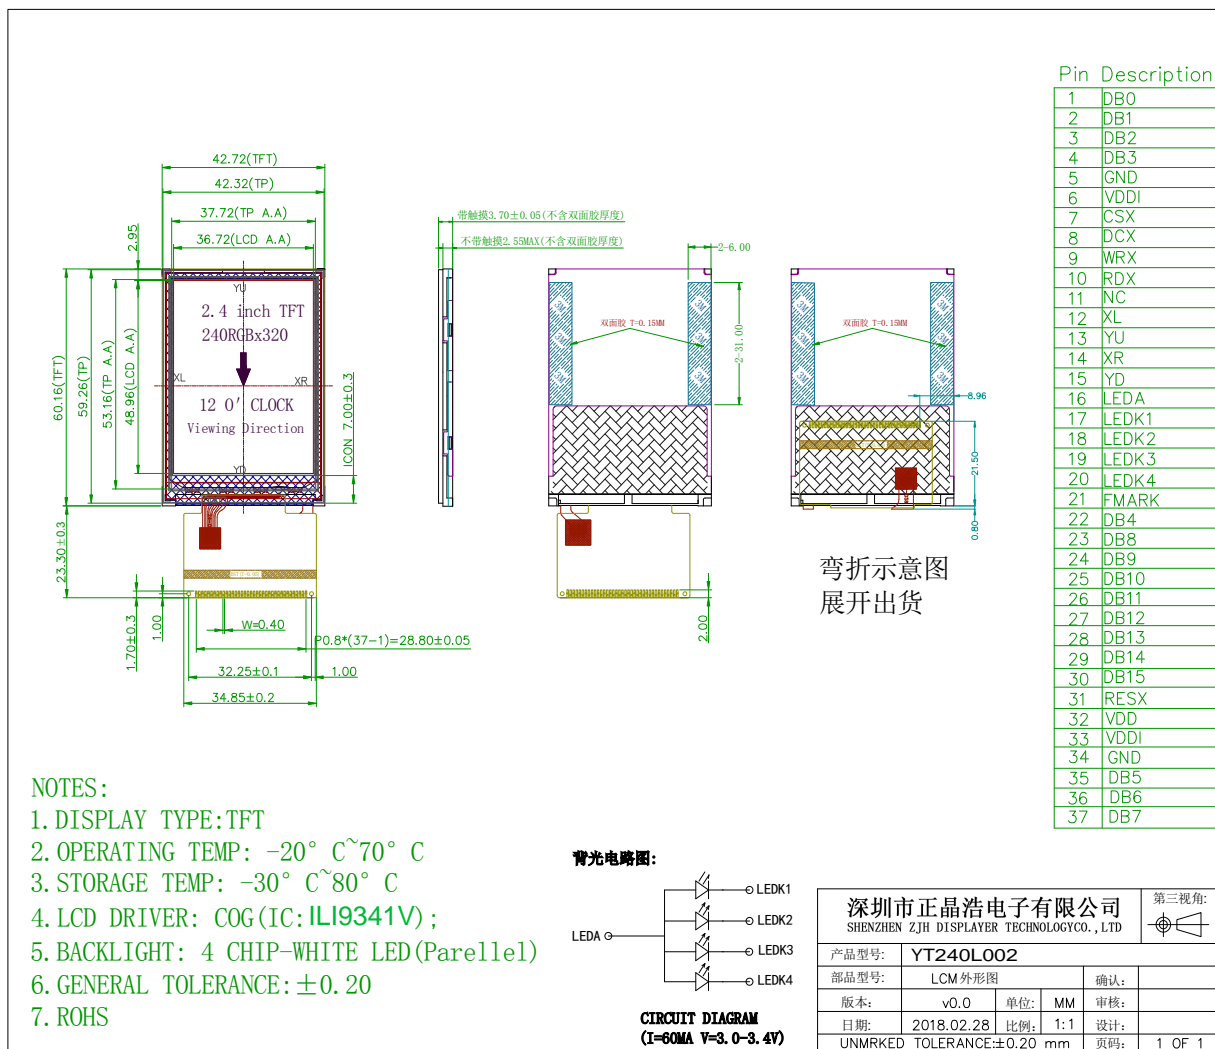 Pin Description
1 DB0
2 DB1
3 DB2
4 DB3
5 GND
6 VDDI
7 CSX
8 DCX
9 WRX
10 RDX
11 NC
12 XL
13 YU
14 XR
15 YD
16 LEDA
17 LEDK1
18 LEDK2
19 LEDK3
20 LEDK4
21 FMARK
22 DB4
23 DB8
24 DB9
25 DB10
26 DB11
27 DB12
28 DB13
29 DB14
30 DB15
31 RESX
32 VDD
33 VDDI
34 GND
35 DB5
36 DB6
37 DB7
42.72(TFT)
42.32(TP)
37.72(TP A.A)
36.72(LCD A.A)
2.95
60.16(TFT)
59.26(TP)
53.16(TP A.A)
48.96(LCD A.A)
YU
2.4 inch TFT
240RGBx320
XL
XR
12 O' CLOCK
Viewing Direction
YD
ICON 7.00±0.3
23.30±0.3
1.70±0.3
1.00
W=0.40
P0.8*(37-1)=28.80±0.05
32.25±0.1
1.00
34.85±0.2
带触摸3.70±0.05(不含双面胶厚度)
不带触摸2.55MAX(不含双面胶厚度)
2-6.00
3M
3M
3M
3M
双面胶 T=0.15MM
2-31.00
2.00
3M
3M
3M
3M
双面胶 T=0.15MM
8.96
21.50
0.80
弯折示意图
展开出货
NOTES:
1. DISPLAY TYPE:TFT
2. OPERATING TEMP: -20° C~70° C
3. STORAGE TEMP: -30° C~80° C
4. LCD DRIVER: COG(IC:ILI9341V);
5. BACKLIGHT: 4 CHIP-WHITE LED(Parellel)
6. GENERAL TOLERANCE:±0.20
7. ROHS
背光电路图:
LEDA
LEDK1
LEDK2
LEDK3
LEDK4
CIRCUIT DIAGRAM
(I=60MA V=3.0-3.4V)
深圳市正晶浩电子有限公司
SHENZHEN ZJH DISPLAYER TECHNOLOGYCO.,LTD
第三视角:
产品型号: YT240L002
部品型号: LCM外形图 确认:
版本: v0.0 单位: MM 审核:
日期: 2018.02.28 比例: 1:1 设计:
UNMRKED TOLERANCE:±0.20 mm 页码: 1 OF 1